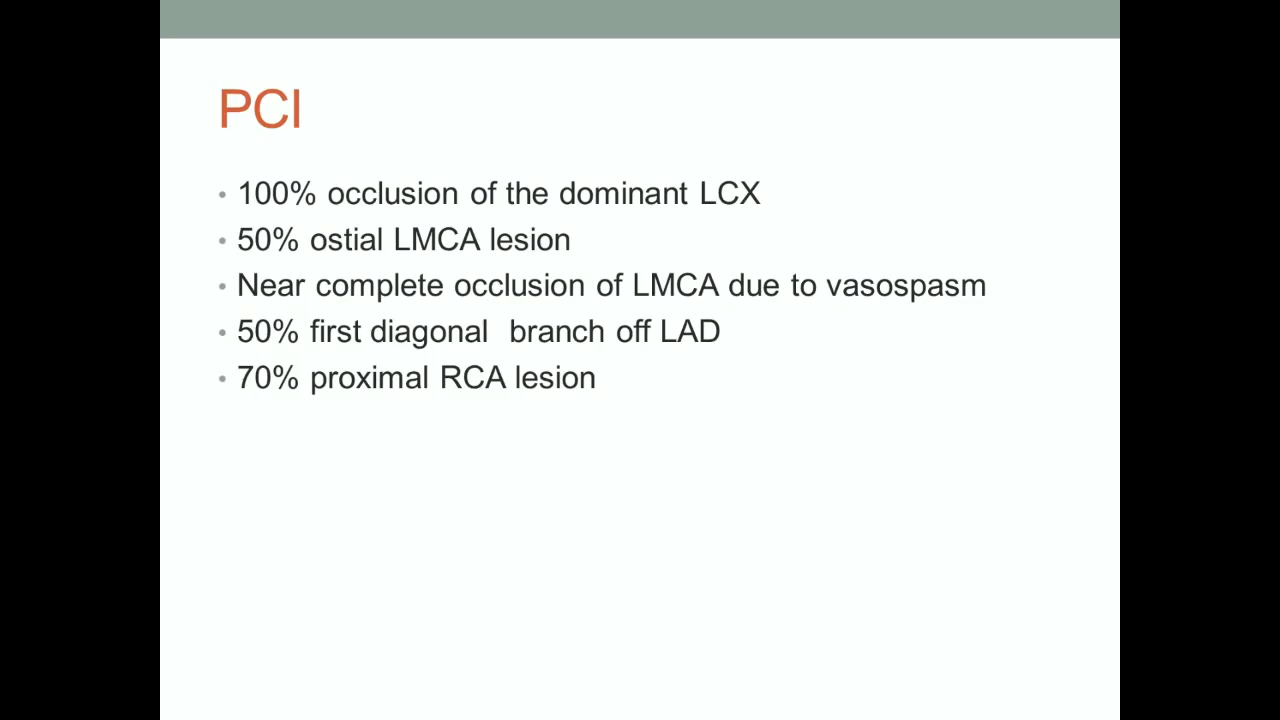 PCI
• 100% occlusion of the dominant LCX
• 50% ostial LMCA lesion
• Near complete occlusion of LMCA due to vasospasm
• 50% first diagonal  branch off LAD
• 70% proximal RCA lesion